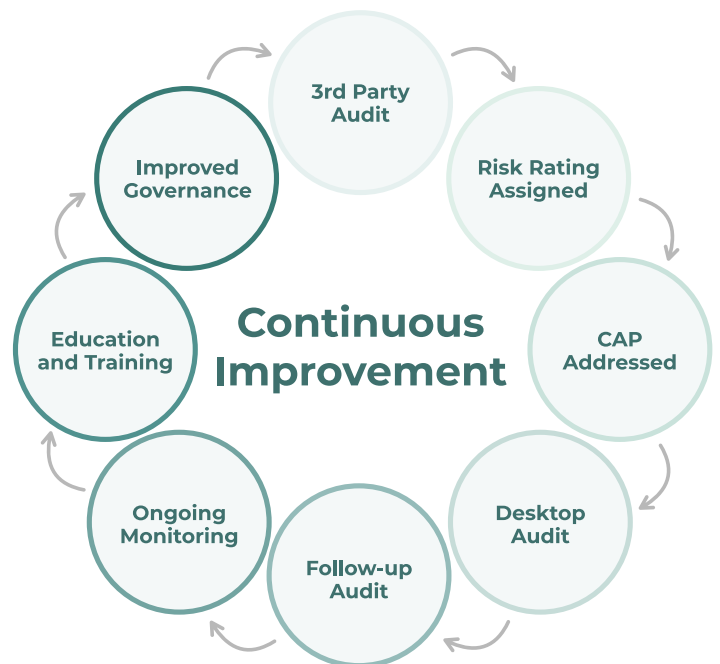 3rd Party
Audit
Risk Rating
Assigned
CAP
Addressed
Desktop
Audit
Follow-up
Audit
Ongoing
Monitoring
Education
and Training
Improved
Governance
Continuous
Improvement